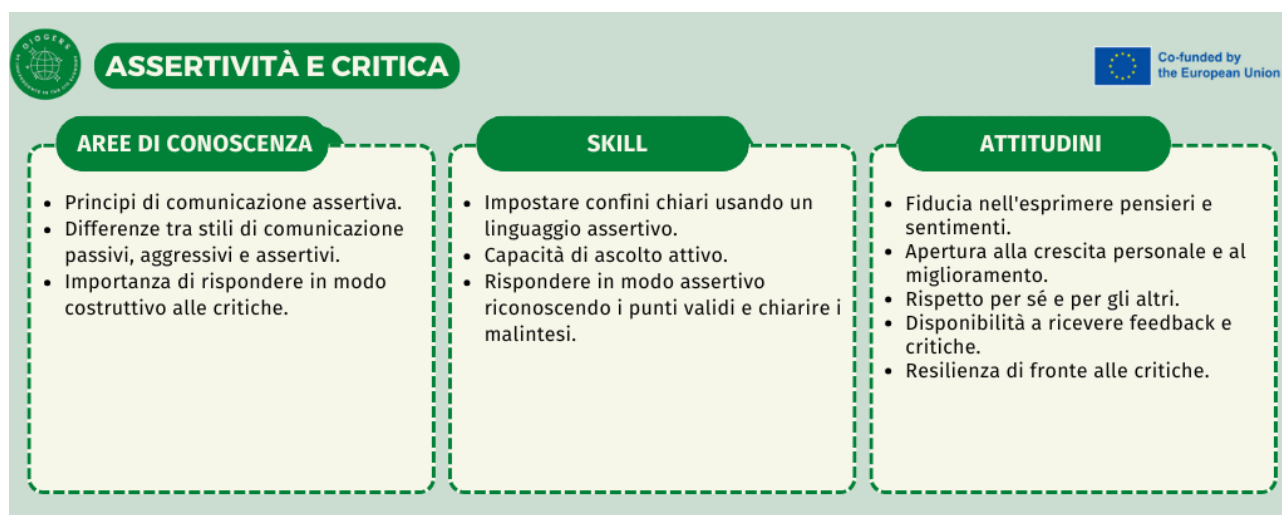 DIOGERS
ASSERTIVITÀ E CRITICA
Co-funded by
the European Union
AREE DI CONOSCENZA
• Principi di comunicazione assertiva.
• Differenze tra stili di comunicazione
passivi, aggressivi e assertivi.
• Importanza di rispondere in modo
costruttivo alle critiche.
SKILL
• Impostare confini chiari usando un
linguaggio assertivo.
• Capacità di ascolto attivo.
• Rispondere in modo assertivo
riconoscendo i punti validi e chiarire i
malintesi.
ATTITUDINI
• Fiducia nell'esprimere pensieri e
sentimenti.
• Apertura alla crescita personale e al
miglioramento.
• Rispetto per sé e per gli altri.
• Disponibilità a ricevere feedback e
critiche.
• Resilienza di fronte alle critiche.